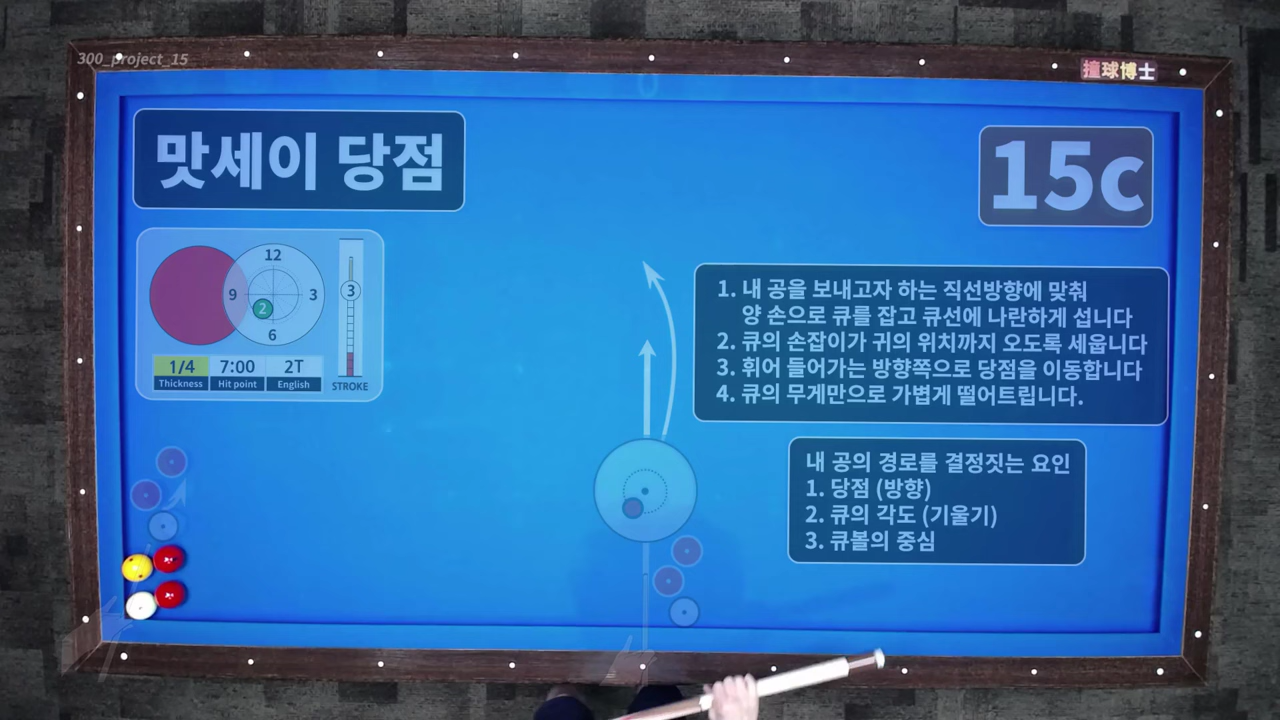 300_project_15
撞球博士
맛세이 당점
15c
12
9
3
2
6
3
1/4
7:00
2T
Thickness
Hit point
English
STROKE
1. 내 공을 보내고자 하는 직선방향에 맞춰
양 손으로 큐를 잡고 큐선에 나란하게 섭니다
2. 큐의 손잡이가 귀의 위치까지 오도록 세웁니다
3. 휘어 들어가는 방향쪽으로 당점을 이동합니다
4. 큐의 무게만으로 가볍게 떨어트립니다.
내 공의 경로를 결정짓는 요인
1. 당점 (방향)
2. 큐의 각도 (기울기)
3. 큐볼의 중심